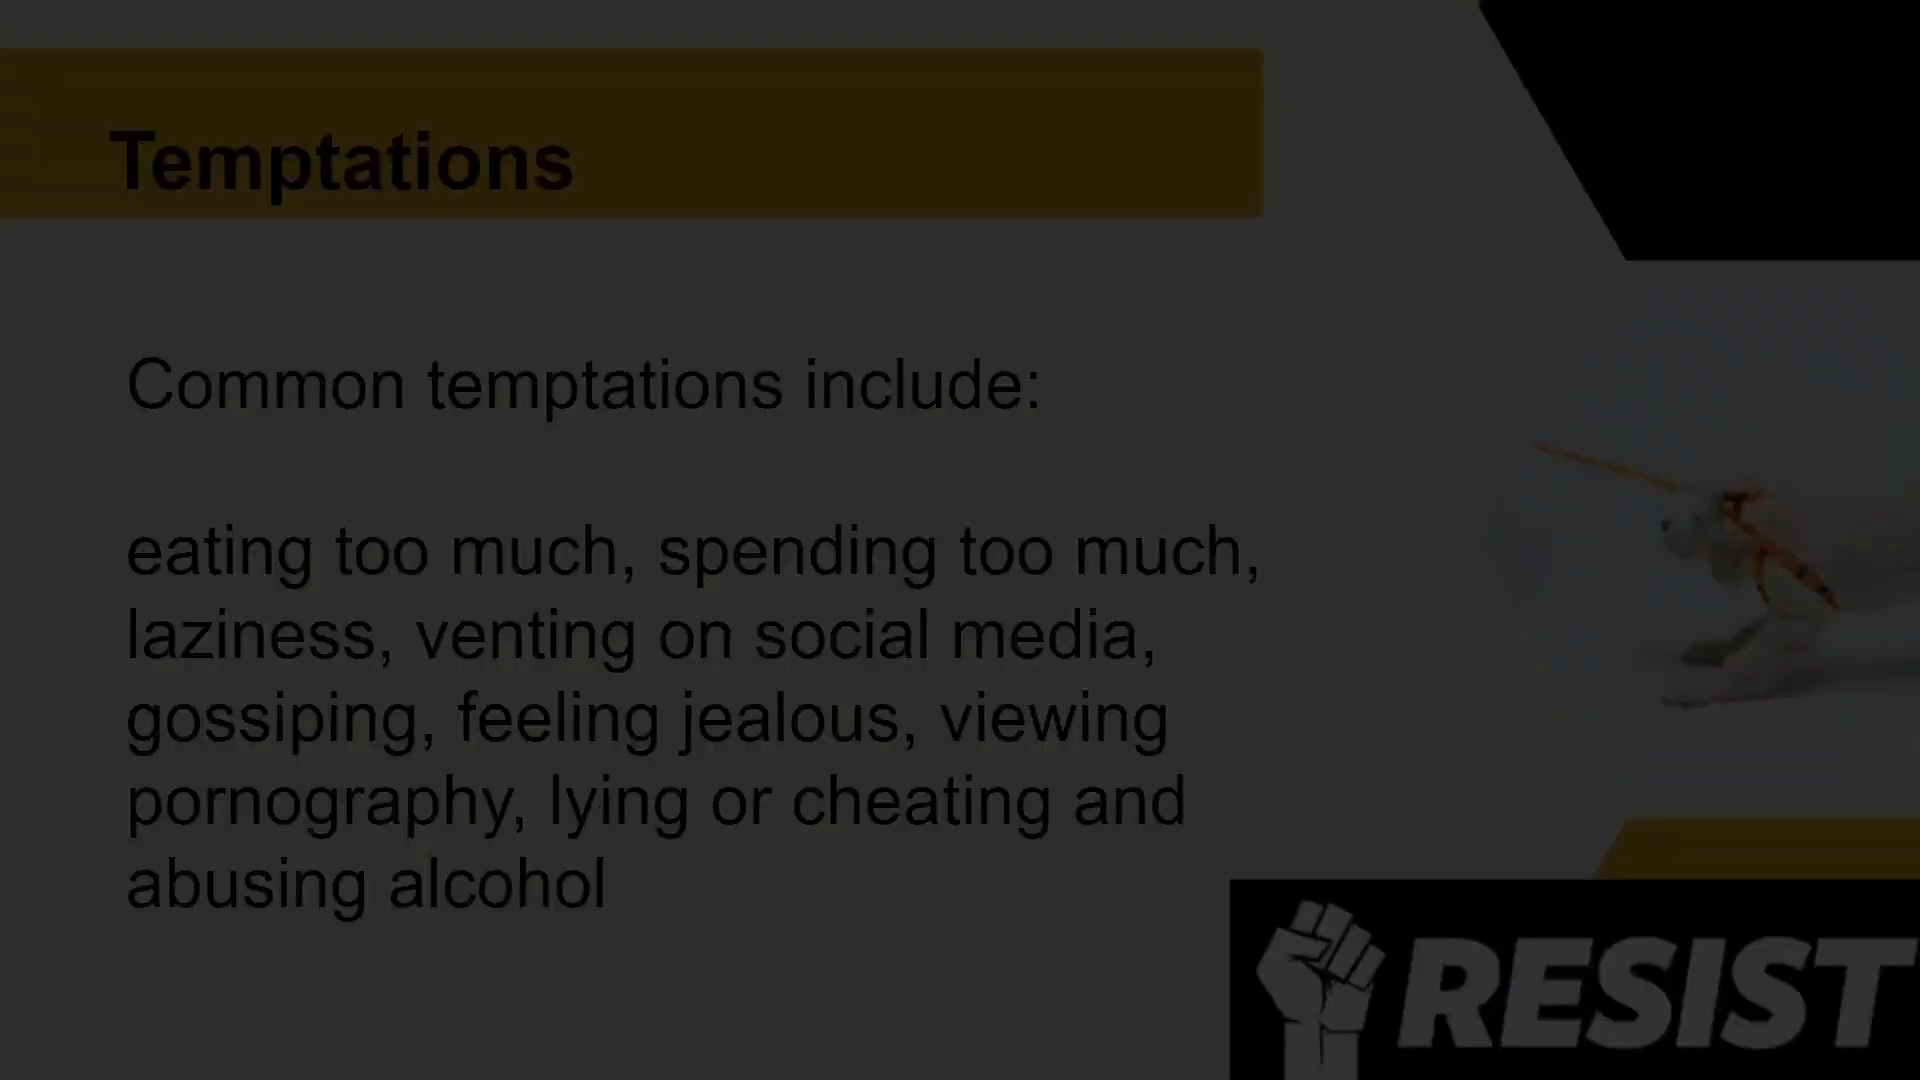 Temptations
Common temptations include:
eating too much, spending too much,
laziness, venting on social media,
gossiping, feeling jealous, viewing
pornography, lying or cheating and
abusing alcohol
RESIST